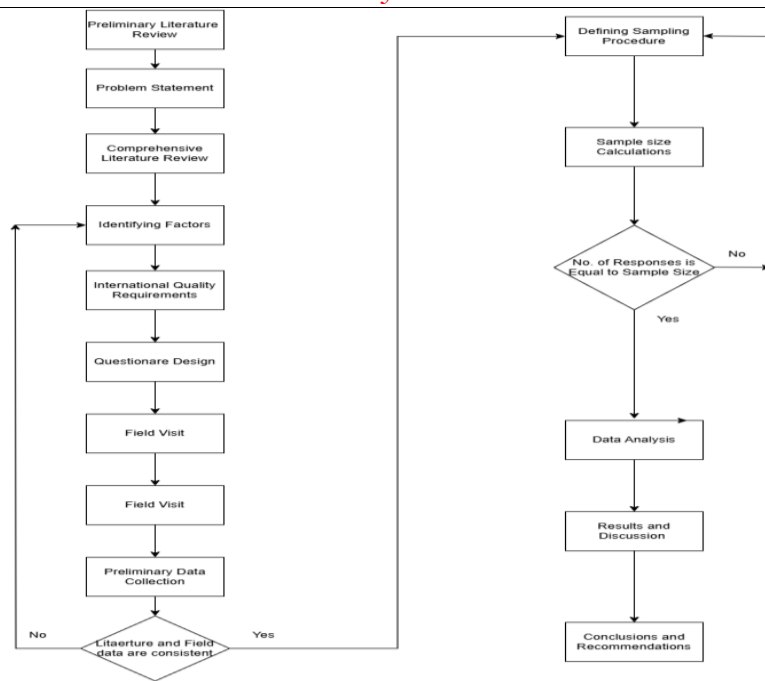 Preliminary Literature
Review
Problem Statement
Comprehensive
Literature Review
Identifying Factors
International Quality
Requirements
Questionare Design
Field Visit
Field Visit
Preliminary Data
Collection
No
Litaerture and Field
data are consistent
Yes
Defining Sampling
Procedure
Sample size
Calculations
No. of Responses is
Equal to Sample Size
No
Yes
Data Analysis
Results and
Discussion
Conclusions and
Recommendations